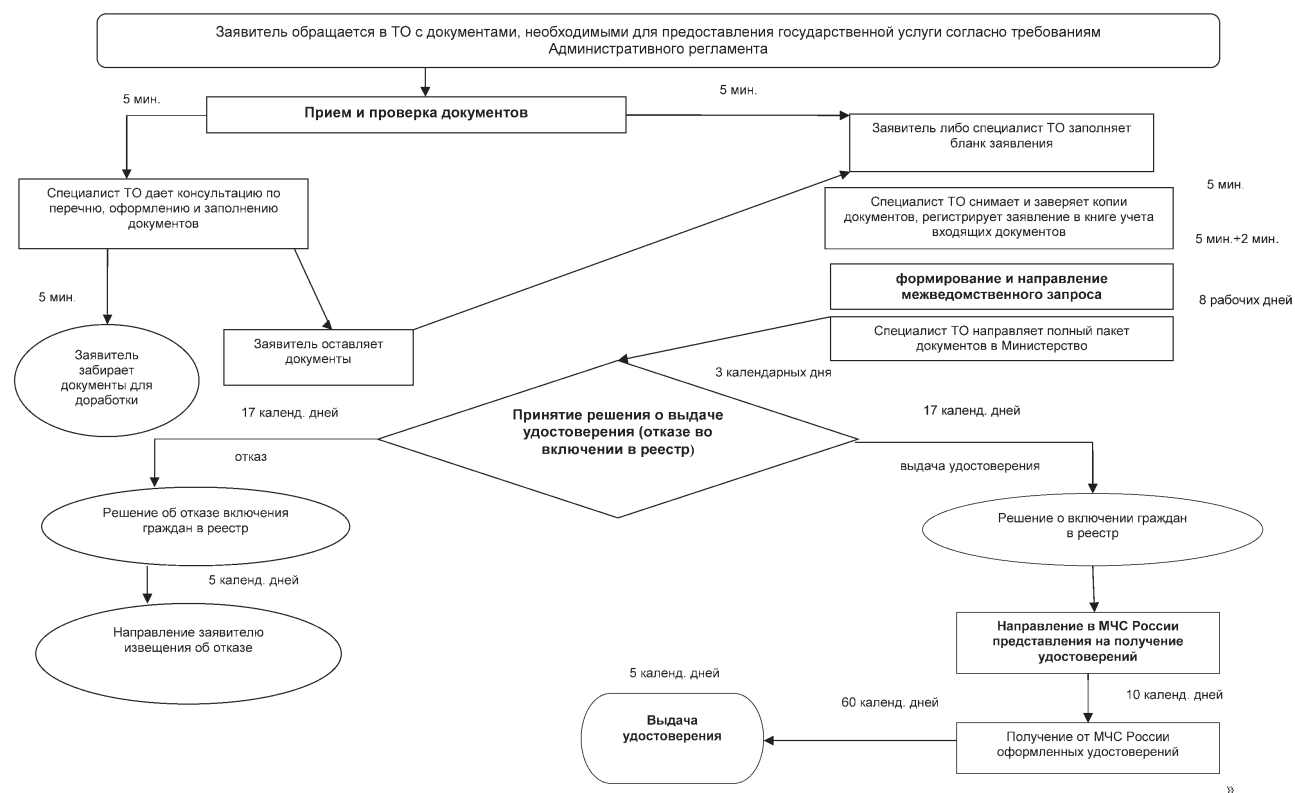 Заявитель обращается в ТО с документами, необходимыми для предоставления государственной услуги согласно требованиям
Административного регламента
5 мин.
Прием и проверка документов
5 мин.
Заявитель либо специалист ТО заполняет
бланк заявления
Специалист ТО дает консультацию по
перечню, оформлению и заполнению
документов
5 мин.
Специалист ТО снимает и заверяет копии
документов, регистрирует заявление в книге учета
входящих документов
5 мин.+2 мин.
формирование и направление
межведомственного запроса
8 рабочих дней
5 мин.
Заявитель
забирает
документы для
доработки
Заявитель оставляет
документы
Специалист ТО направляет полный пакет
документов в Министерство
3 календарных дня
17 календ. дней
Принятие решения о выдаче
удостоверения (отказе во
включении в реестр)
17 календ. дней
отказ
выдача удостоверения
Решение об отказе включения
граждан в реестр
Решение о включении граждан
в реестр
5 календ. дней
Направление заявителю
извещения об отказе
Направление в МЧС России
представления на получение
удостоверений
5 календ. дней
60 календ. дней
10 календ. дней
Выдача
удостоверения
Получение от МЧС России
оформленных удостоверений
»